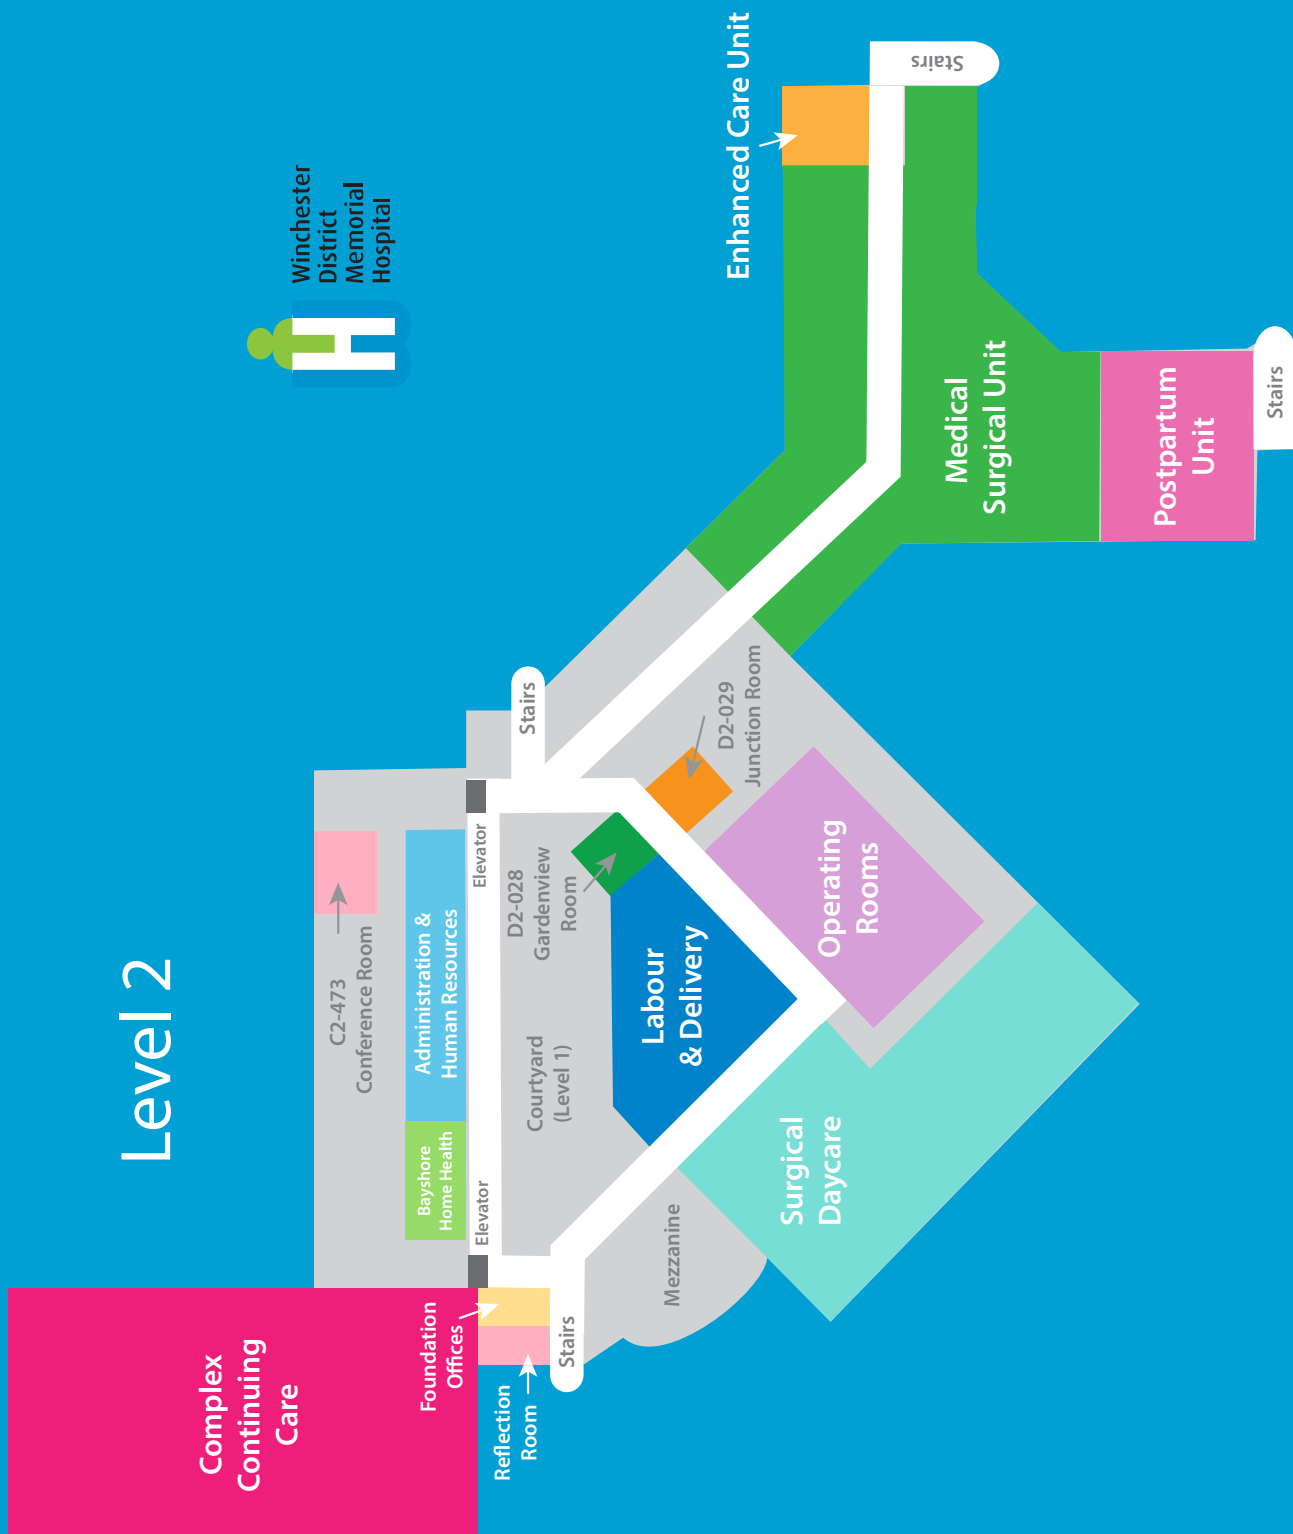 Level 2
Winchester
District
Memorial
Hospital
Complex
Continuing
Care
C2-473
Conference Room
Foundation
Offices
Bayshore
Home Health
Administration &
Human Resources
Elevator
Elevator
Reflection
Room
Stairs
Stairs
Courtyard
(Level 1)
D2-028
Gardenview
Room
Labour
& Delivery
D2-029
Junction Room
Mezzanine
Surgical
Daycare
Operating
Rooms
Enhanced Care Unit
Stairs
Medical
Surgical Unit
Postpartum
Unit
Stairs